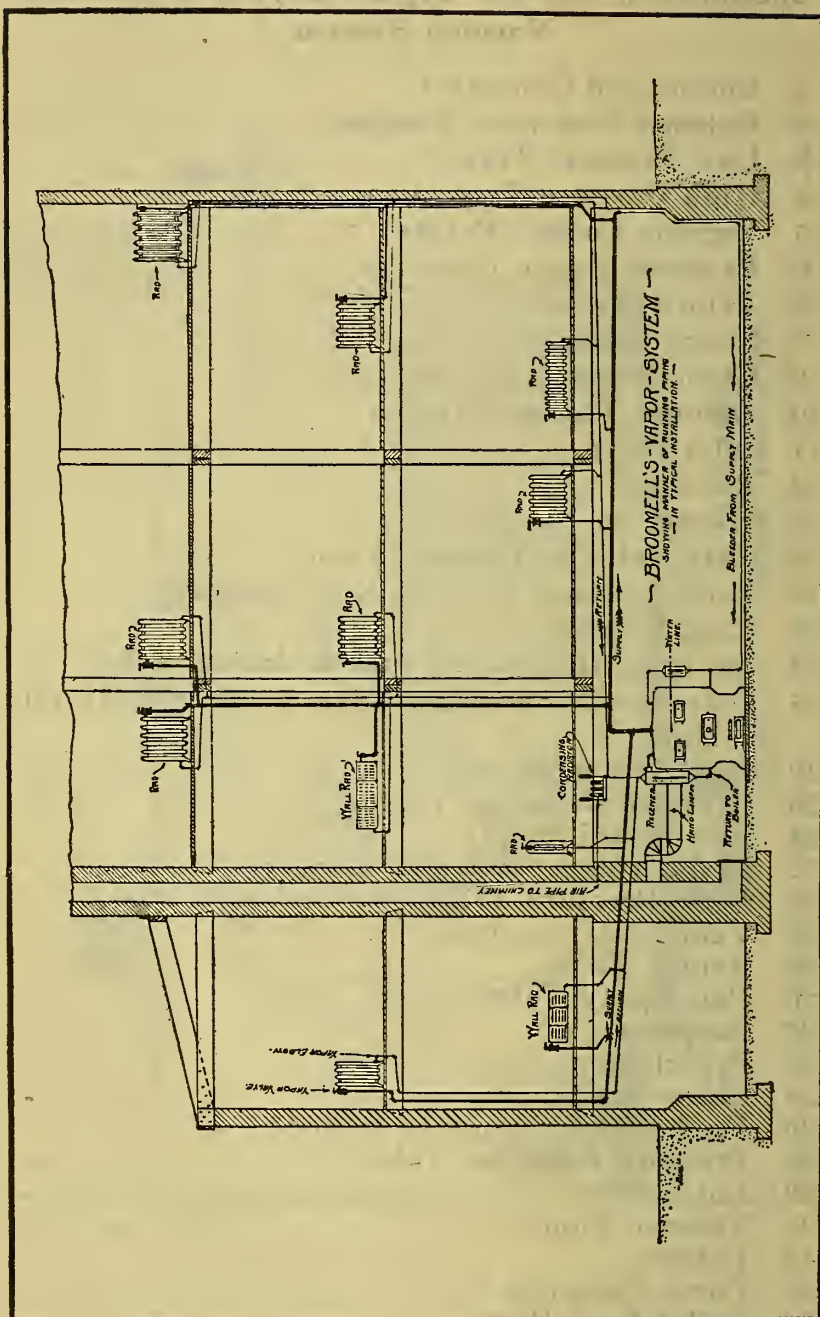 RAD
RAD
RAD
RAD
RAD
RAD
RAD
WALL RAD
RAD
WALL RAD
CONDENSING RADIATOR
AIR PIPE TO CHIMNEY
VAPOR VALVE
VAPOR ELBOW
SUPPLY
RETURN
RETURN
SUPPLY
BROOMELL'S-VAPOR-SYSTEM
SHOWING MANNER OF RUNNING PIPING
IN TYPICAL INSTALLATION.
BLEEDER FROM SUPPLY MAIN
WATER
LINE.
RECEIVER
HAND DAMPER
RETURN TO
BOILER